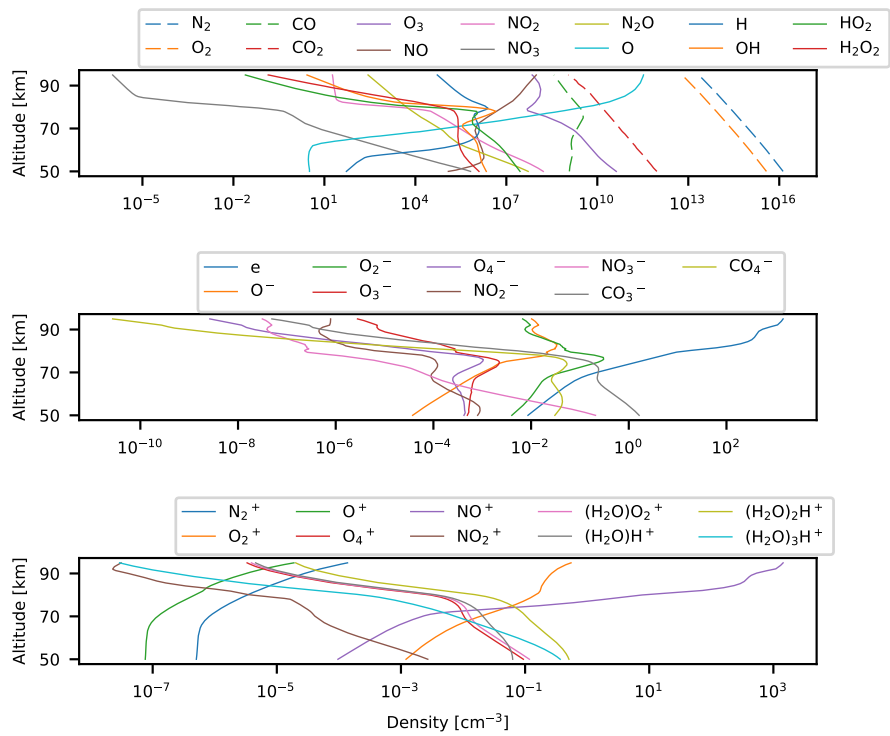 N₂ CO O₃ NO₂ N₂O H HO₂
O₂ CO₂ NO NO₃ O OH H₂O₂
Altitude [km]
90
70
50
10⁻⁵ 10⁻² 10¹ 10⁴ 10⁷ 10¹⁰ 10¹³ 10¹⁶
e O₂⁻ O₄⁻ NO₃⁻ CO₄⁻
O⁻ O₃⁻ NO₂⁻ CO₃⁻
Altitude [km]
90
70
50
10⁻¹⁰ 10⁻⁸ 10⁻⁶ 10⁻⁴ 10⁻² 10⁰ 10²
N₂⁺ O⁺ NO⁺ (H₂O)O₂⁺ (H₂O)₂H⁺
O₂⁺ O₄⁺ NO₂⁺ (H₂O)H⁺ (H₂O)₃H⁺
Altitude [km]
90
70
50
10⁻⁷ 10⁻⁵ 10⁻³ 10⁻¹ 10¹ 10³
Density [cm⁻³]